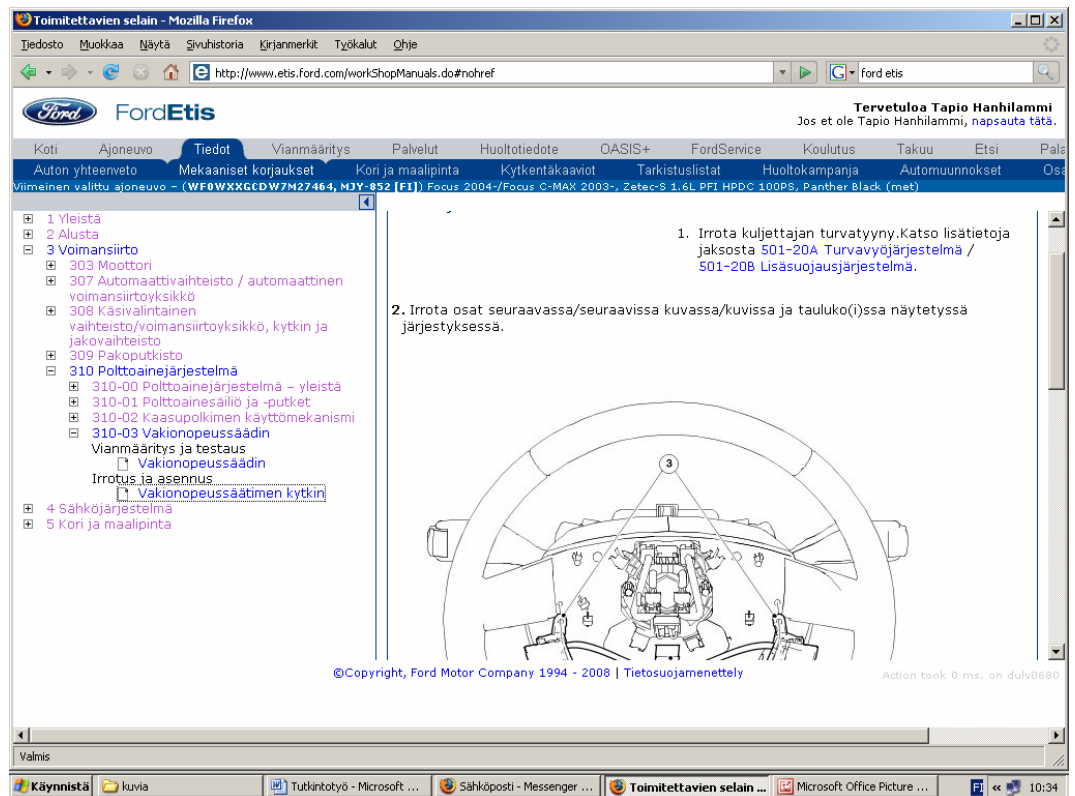 Toimitettavien selain - Mozilla Firefox
Tiedosto Muokkaa Näytä Sivuhistoria Kirjanmerkit Työkalut Ohje
http://www.etis.ford.com/workShopManuals.do#nohref
G ford etis
Ford FordEtis
Tervetuloa Tapio Hanhilammi
Jos et ole Tapio Hanhilammi, napsauta tätä.
Koti Ajoneuvo Tiedot Vianmääritys Palvelut Huoltotiedote OASIS+ FordService Koulutus Takuu Etsi Pala
Auton yhteenveto Mekaaniset korjaukset Kori ja maalipinta Kytkentäkaaviot Tarkistuslistat Huoltokampanja Automuunnokset Osa
Viimeinen valittu ajoneuvo - (WF0WXXGCDW7M27464, MJY-852 [FI]) Focus 2004-/Focus C-MAX 2003-, Zetec-S 1.6L PFI HPDC 100PS, Panther Black (met)
1 Yleistä
2 Alusta
3 Voimansiirto
303 Moottori
307 Automaattivaihteisto / automaattinen
voimansiirtoyksikkö
308 Käsivalintainen
vaihteisto/voimansiirtoyksikkö, kytkin ja
jakovaihteisto
309 Pakoputkisto
310 Polttoainejärjestelmä
310-00 Polttoainejärjestelmä – yleistä
310-01 Polttoainesäiliö ja -putket
310-02 Kaasupolkimen käyttömekanismi
310-03 Vakionopeussäädin
Vianmääritys ja testaus
Vakionopeussäädin
Irrotus ja asennus
Vakionopeussäätimen kytkin
4 Sähköjärjestelmä
5 Kori ja maalipinta
1. Irrota kuljettajan turvatyyny.Katso lisätietoja
jaksosta 501-20A Turvavyöjärjestelmä /
501-20B Lisäsuojausjärjestelmä.
2. Irrota osat seuraavassa/seuraavissa kuvassa/kuvissa ja tauluko(i)ssa näytetyssä
järjestyksessä.
3
©Copyright, Ford Motor Company 1994 - 2008 | Tietosuojamenettely
Action took 0 ms. on dulv0680
Valmis
Käynnistä kuvia Tutkintotyö - Microsoft ... Sähköposti - Messenger ... Toimitettavien selain ... Microsoft Office Picture ... FI « 10:34